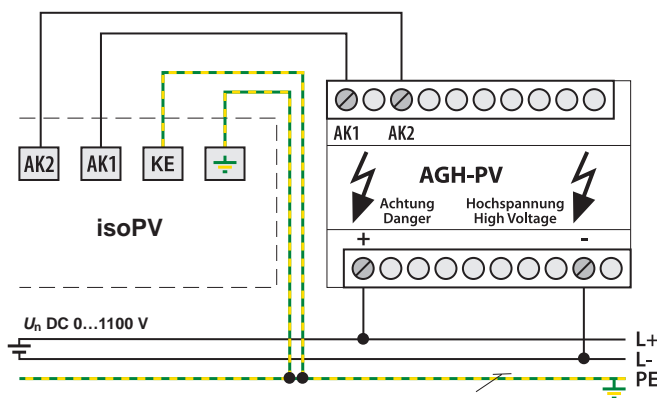 AK1 AK2
AK2 AK1 KE
AGH-PV
Achtung Hochspannung
Danger High Voltage
isoPV
+ -
Un DC 0...1100 V
L+
L-
PE